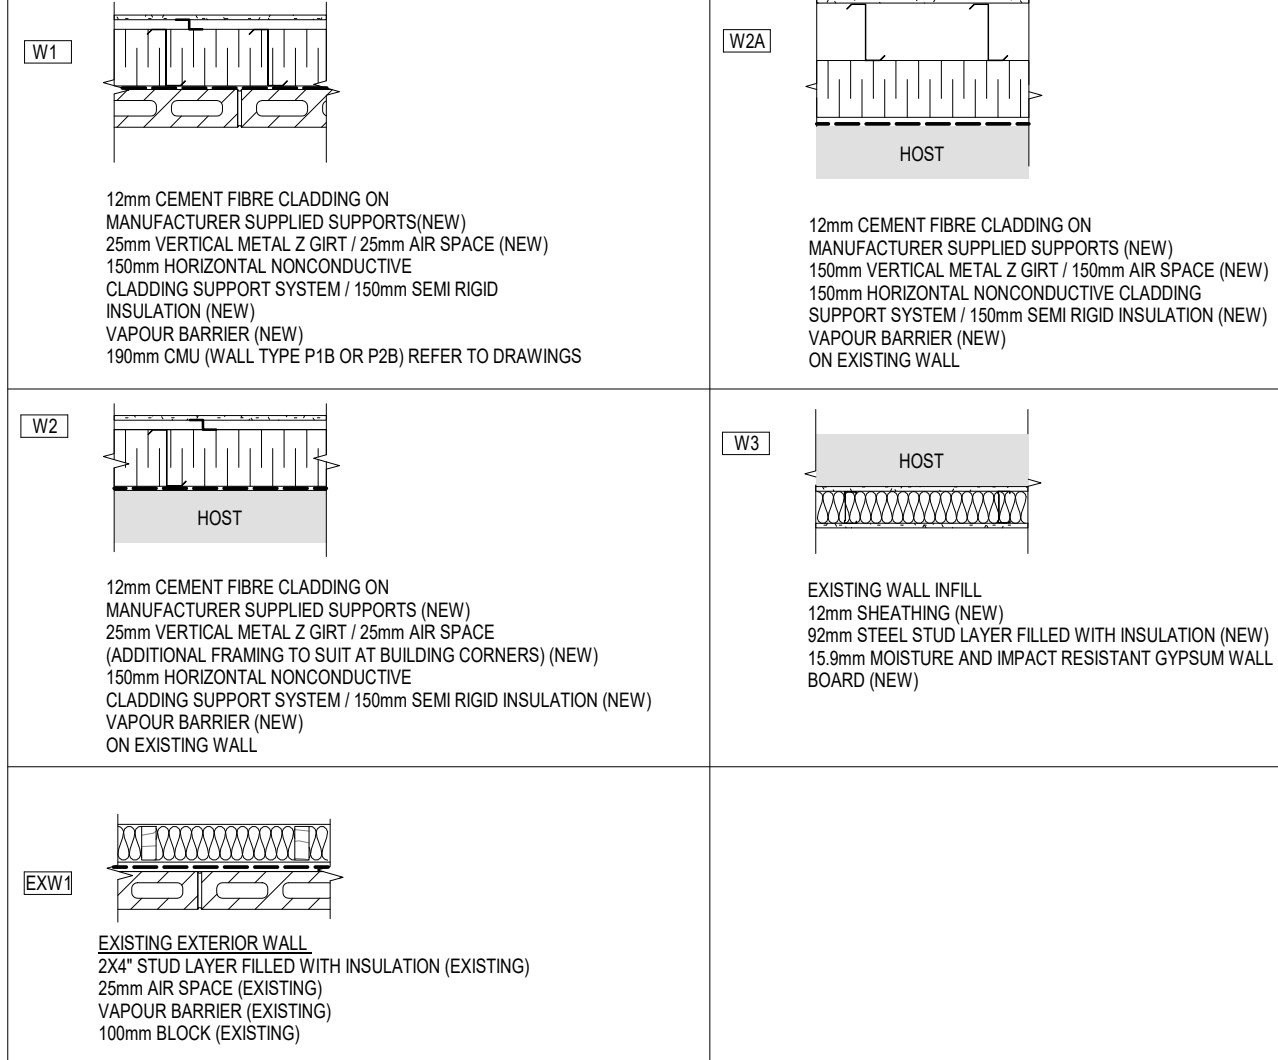 W1
12mm CEMENT FIBRE CLADDING ON
MANUFACTURER SUPPLIED SUPPORTS(NEW)
25mm VERTICAL METAL Z GIRT / 25mm AIR SPACE (NEW)
150mm HORIZONTAL NONCONDUCTIVE
CLADDING SUPPORT SYSTEM / 150mm SEMI RIGID
INSULATION (NEW)
VAPOUR BARRIER (NEW)
190mm CMU (WALL TYPE P1B OR P2B) REFER TO DRAWINGS
W2A
HOST
12mm CEMENT FIBRE CLADDING ON
MANUFACTURER SUPPLIED SUPPORTS (NEW)
150mm VERTICAL METAL Z GIRT / 150mm AIR SPACE (NEW)
150mm HORIZONTAL NONCONDUCTIVE CLADDING
SUPPORT SYSTEM / 150mm SEMI RIGID INSULATION (NEW)
VAPOUR BARRIER (NEW)
ON EXISTING WALL
W2
HOST
12mm CEMENT FIBRE CLADDING ON
MANUFACTURER SUPPLIED SUPPORTS (NEW)
25mm VERTICAL METAL Z GIRT / 25mm AIR SPACE
(ADDITIONAL FRAMING TO SUIT AT BUILDING CORNERS) (NEW)
150mm HORIZONTAL NONCONDUCTIVE
CLADDING SUPPORT SYSTEM / 150mm SEMI RIGID INSULATION (NEW)
VAPOUR BARRIER (NEW)
ON EXISTING WALL
W3
HOST
EXISTING WALL INFILL
12mm SHEATHING (NEW)
92mm STEEL STUD LAYER FILLED WITH INSULATION (NEW)
15.9mm MOISTURE AND IMPACT RESISTANT GYPSUM WALL
BOARD (NEW)
EXW1
EXISTING EXTERIOR WALL
2X4" STUD LAYER FILLED WITH INSULATION (EXISTING)
25mm AIR SPACE (EXISTING)
VAPOUR BARRIER (EXISTING)
100mm BLOCK (EXISTING)